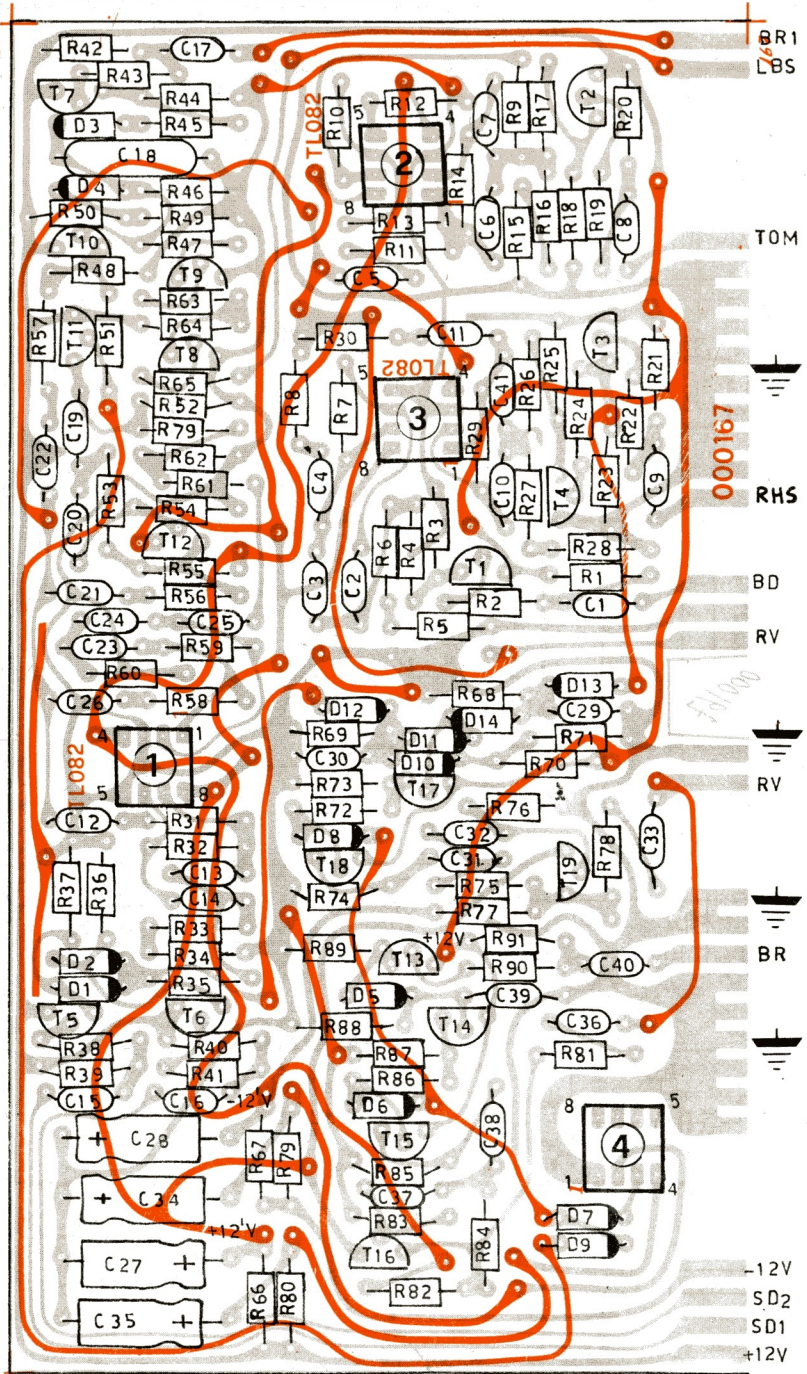 R42 C17 BR1
R43 LBS
T7 R44 R10 5 R12 4 C7 R9 R17 T2 R20
D3 R45 TL082
C18 2 R14
D4 R46
R50 R49 8 R13 1 C6 R15 R16 R18 R19 C8
T10 R47 R11 TOM
R48 T9 C5
R63
R57 T11 R51 R64 R30 C11 T3
T8 5 TL082 4 R25 R21
R65 R8 R7 C4 R26
R52 3 R24 R22
C19 R79 R29
C22 R62 8 1 000167
R61 C4 C10 R27 T4 R23 C9 RHS
R53 R54
C20 T12 R3 R28
R55 R6 R4 T1 R1 BD
C21 R56 C3 C2 R2 C1
C24 C25 R5 RV
C23 R59
R60 R68 D13
C26 R58 D12 D14 C29
4 1 R69 D11 R71
1 C30 D10 R70
TL082 R73 T17 RV
5 8 R72 R76
C12 R31 D8 C32 C33
R32 T18 C31 T19 R78
R37 R36 C13 R75
C14 R74 R77
R33 +12V R91
D2 R34 R89 T13 R90 C40 BR
D1 R35 D5 C39
T5 T6 R88 T14 C36
R38 R40 R87 R81
R39 R41 R86
C15 C16 -12'V D6 8 5
C28 R67 R79 T15 C38 4
R85 1 4
C34 C37 D7
+12'V R83 R84 D9
C27 T16 -12V
R66 R80 R82 SD2
C35 SD1
+12V